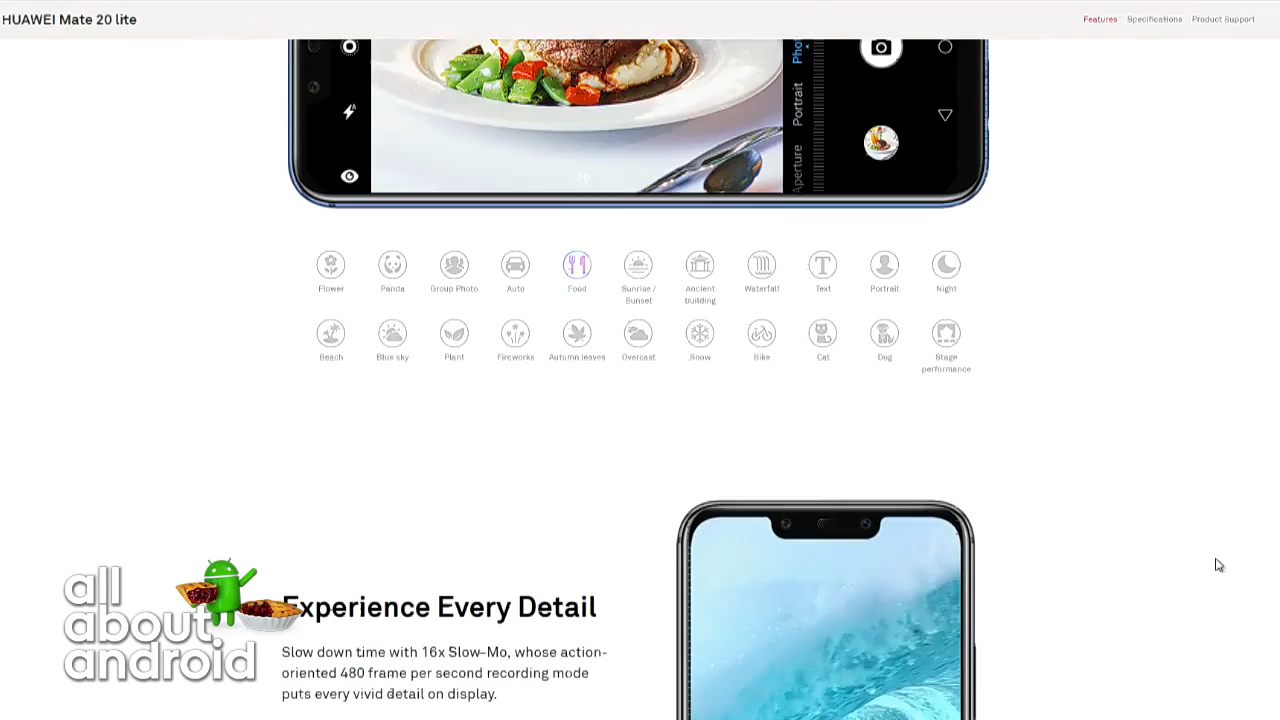 HUAWEI Mate 20 lite
Features Specifications Product Support
Photo
Portrait
Aperture
Flower Panda Group Photo Auto Food Sunrise / Sunset Ancient building Waterfall Text Portrait Night
Beach Blue sky Plant Fireworks Autumn leaves Overcast Snow Bike Cat Dog Stage performance
all
about
android
Experience Every Detail
Slow down time with 16x Slow-Mo, whose action-
oriented 480 frame per second recording mode
puts every vivid detail on display.